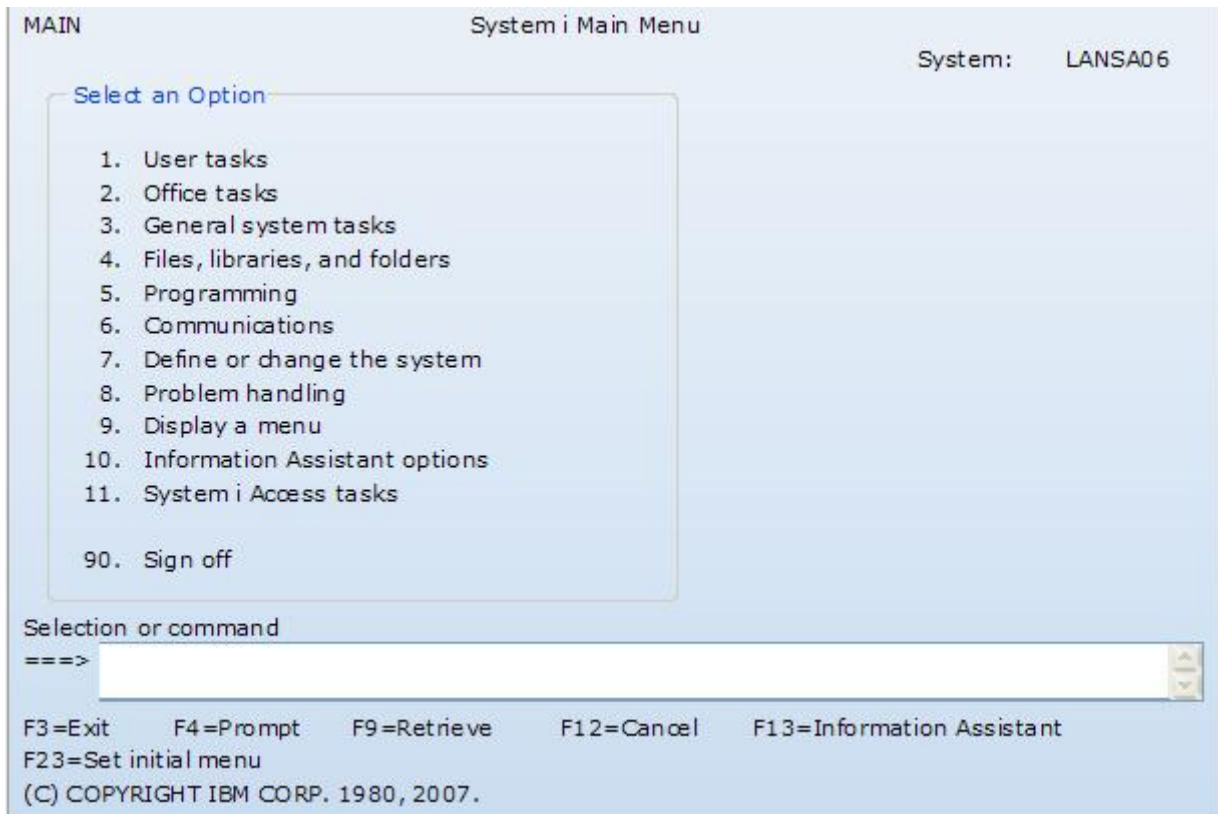 MAIN System i Main Menu
System: LANSA06
Select an Option
1. User tasks
2. Office tasks
3. General system tasks
4. Files, libraries, and folders
5. Programming
6. Communications
7. Define or change the system
8. Problem handling
9. Display a menu
10. Information Assistant options
11. System i Access tasks
90. Sign off
Selection or command
===>
F3=Exit F4=Prompt F9=Retrieve F12=Cancel F13=Information Assistant
F23=Set initial menu
(C) COPYRIGHT IBM CORP. 1980, 2007.